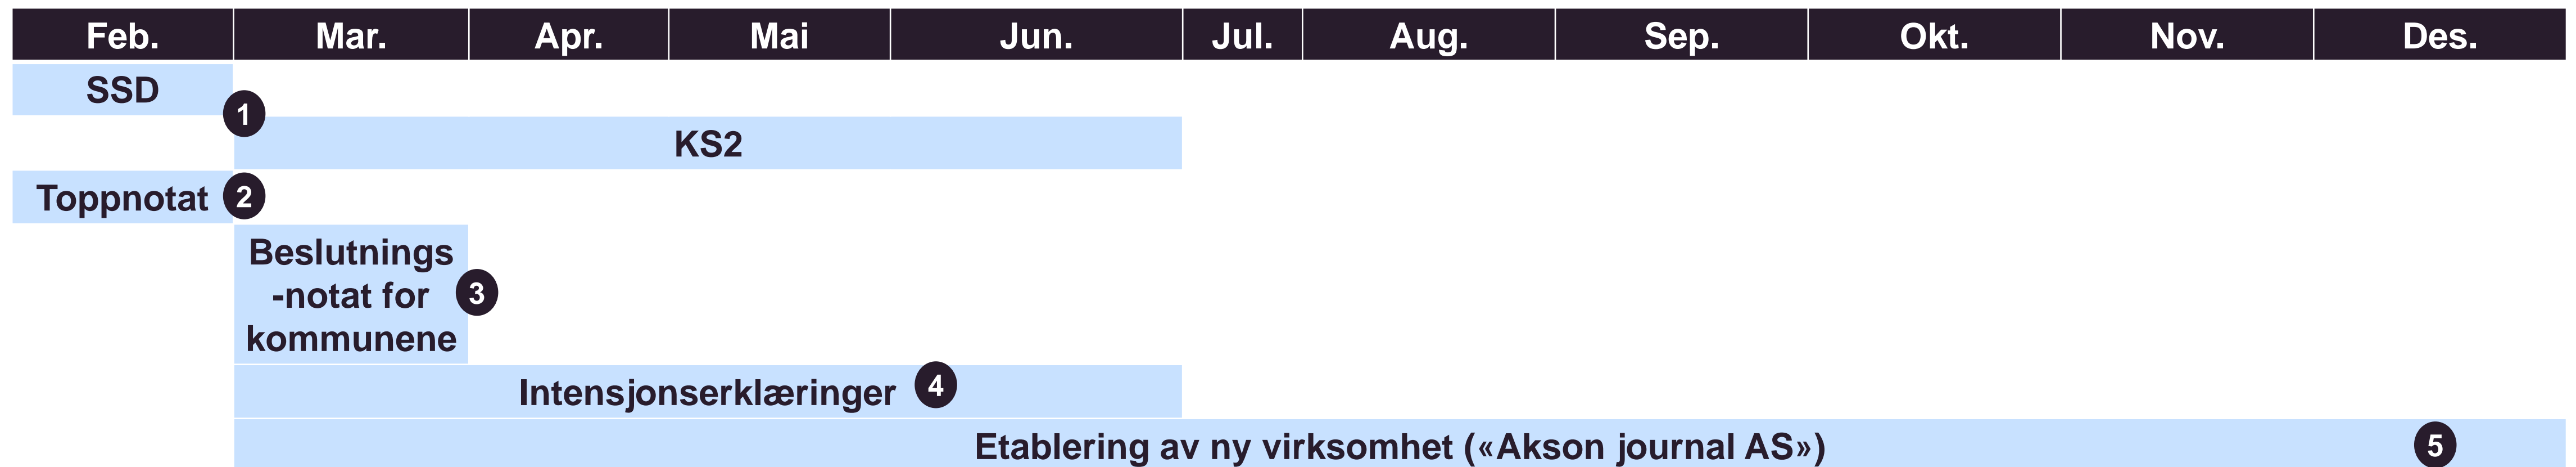 Feb. Mar. Apr. Mai Jun. Jul. Aug. Sep. Okt. Nov. Des.
SSD
1
KS2
Toppnotat 2
Beslutnings
-notat for
kommunene
3
Intensjonserklæringer 4
Etablering av ny virksomhet («Akson journal AS») 5